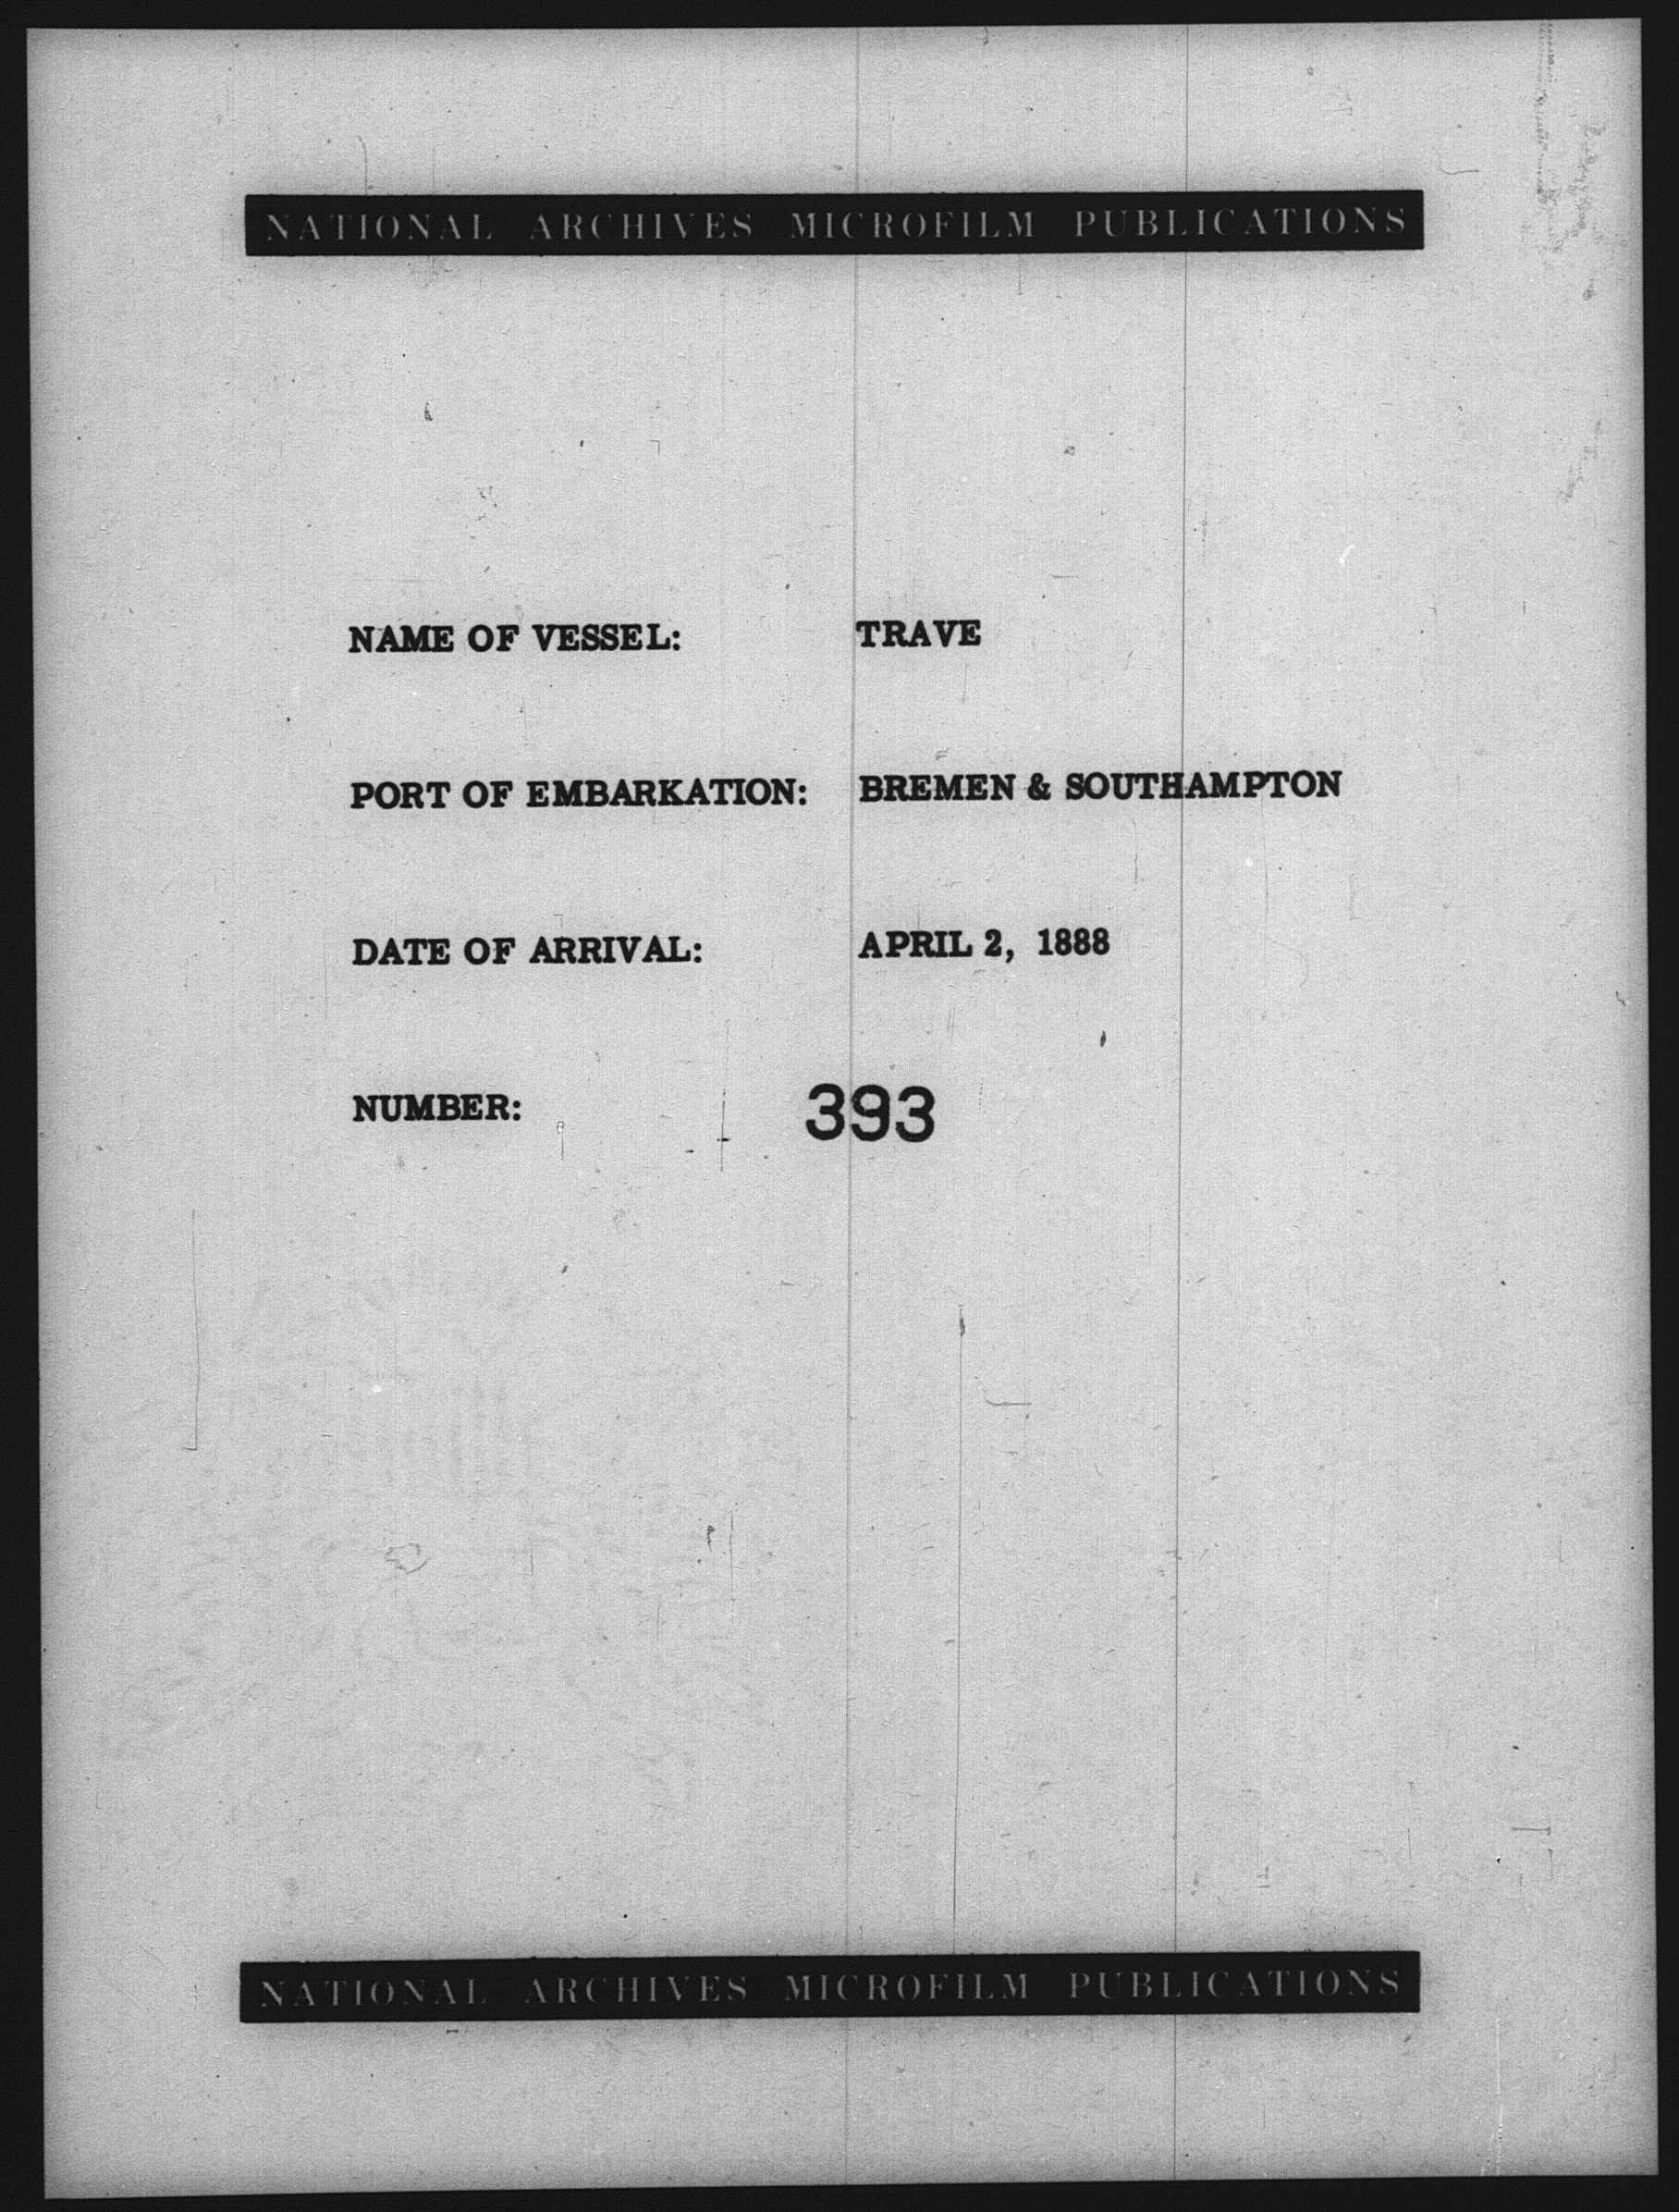 NATIONAL ARCHIVES MICROFILM PUBLICATIONS
NAME OF VESSEL: TRAVE
PORT OF EMBARKATION: BREMEN & SOUTHAMPTON
DATE OF ARRIVAL: APRIL 2, 1888
NUMBER: 393
NATIONAL ARCHIVES MICROFILM PUBLICATIONS